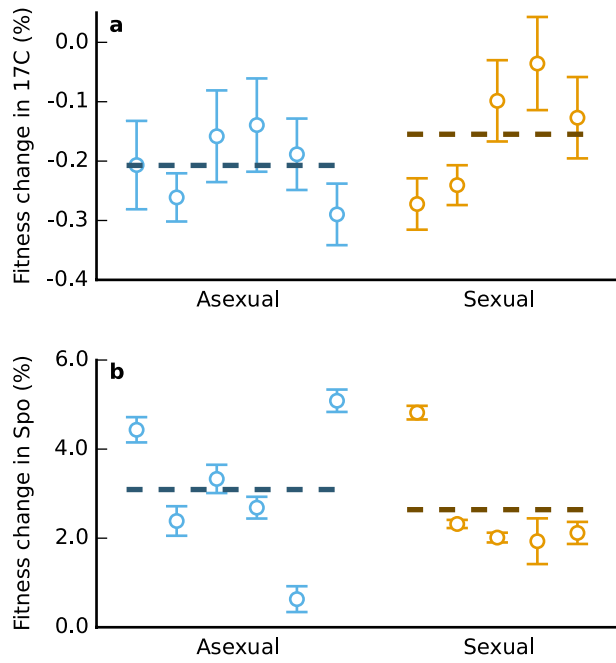 a
Fitness change in 17C (%)
0.0
-0.1
-0.2
-0.3
-0.4
Asexual
Sexual
b
Fitness change in Spo (%)
6.0
4.0
2.0
0.0
Asexual
Sexual